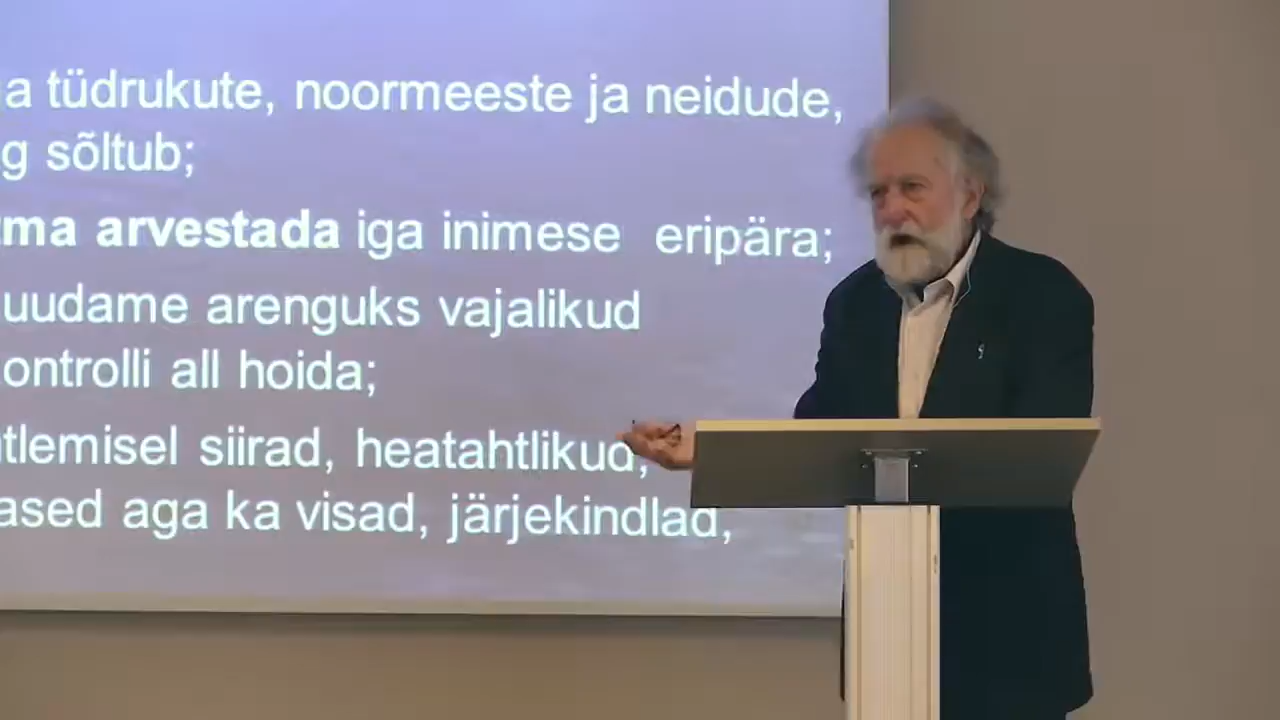 a tüdrukute, noormeeste ja neidude,
g sõltub;
tma arvestada iga inimese eripära;
uudame arenguks vajalikud
ontrolli all hoida;
tlemisel siirad, heatahtlikud,
ased aga ka visad, järjekindlad,